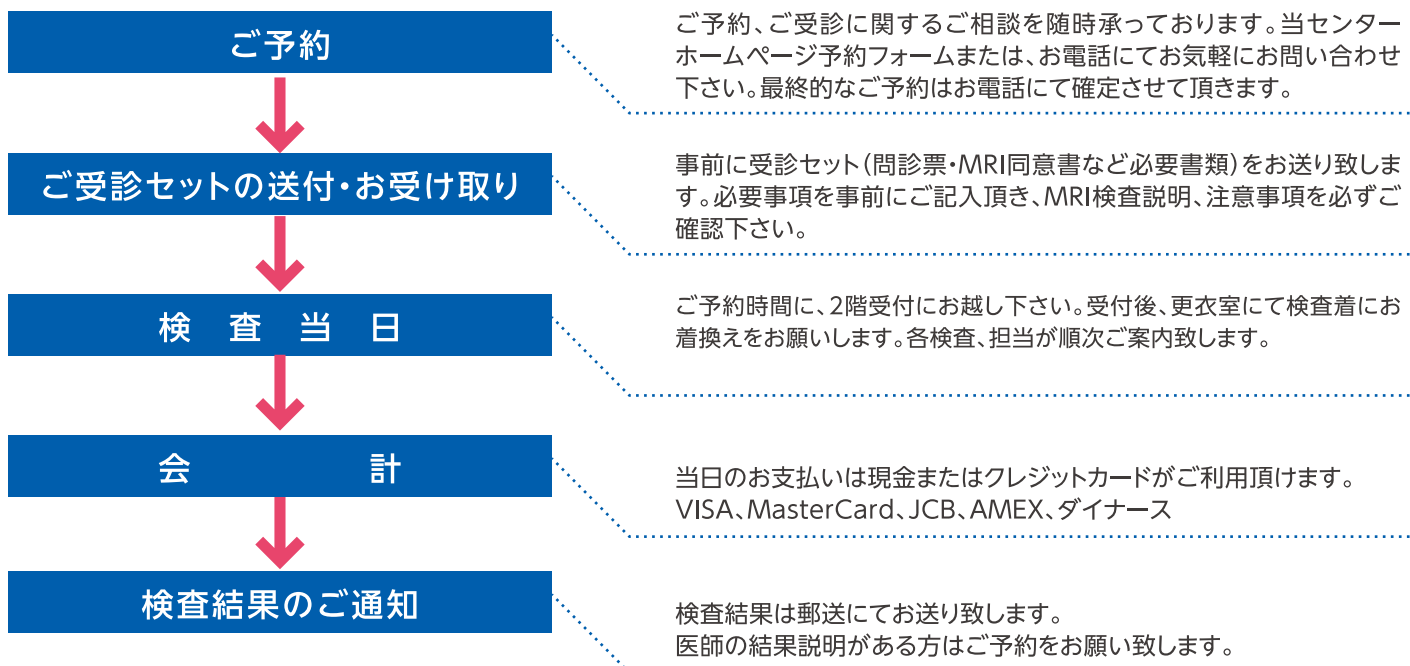 ご予約
ご予約、ご受診に関するご相談を随時承っております。当センター
ホームページ予約フォームまたは、お電話にてお気軽にお問い合わせ
下さい。最終的なご予約はお電話にて確定させて頂きます。
ご受診セットの送付・お受け取り
事前に受診セット(問診票・MRI同意書など必要書類)をお送り致しま
す。必要事項を事前にご記入頂き、MRI検査説明、注意事項を必ずご
確認下さい。
検 査 当 日
ご予約時間に、2階受付にお越し下さい。受付後、更衣室にて検査着にお
着換えをお願いします。各検査、担当が順次ご案内致します。
会 計
当日のお支払いは現金またはクレジットカードがご利用頂けます。
VISA、MasterCard、JCB、AMEX、ダイナース
検査結果のご通知
検査結果は郵送にてお送り致します。
医師の結果説明がある方はご予約をお願い致します。